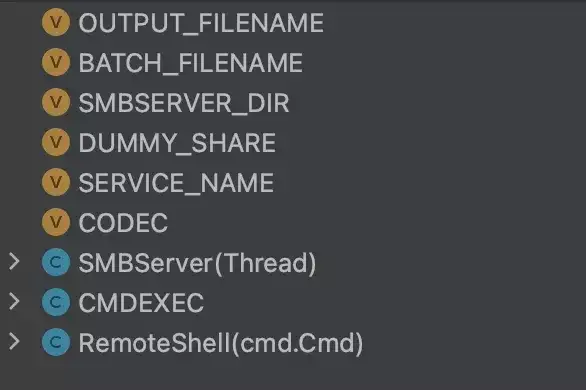 V OUTPUT_FILENAME
V BATCH_FILENAME
V SMBSERVER_DIR
V DUMMY_SHARE
V SERVICE_NAME
V CODEC
C SMBServer(Thread)
C CMDEXEC
C RemoteShell(cmd.Cmd)